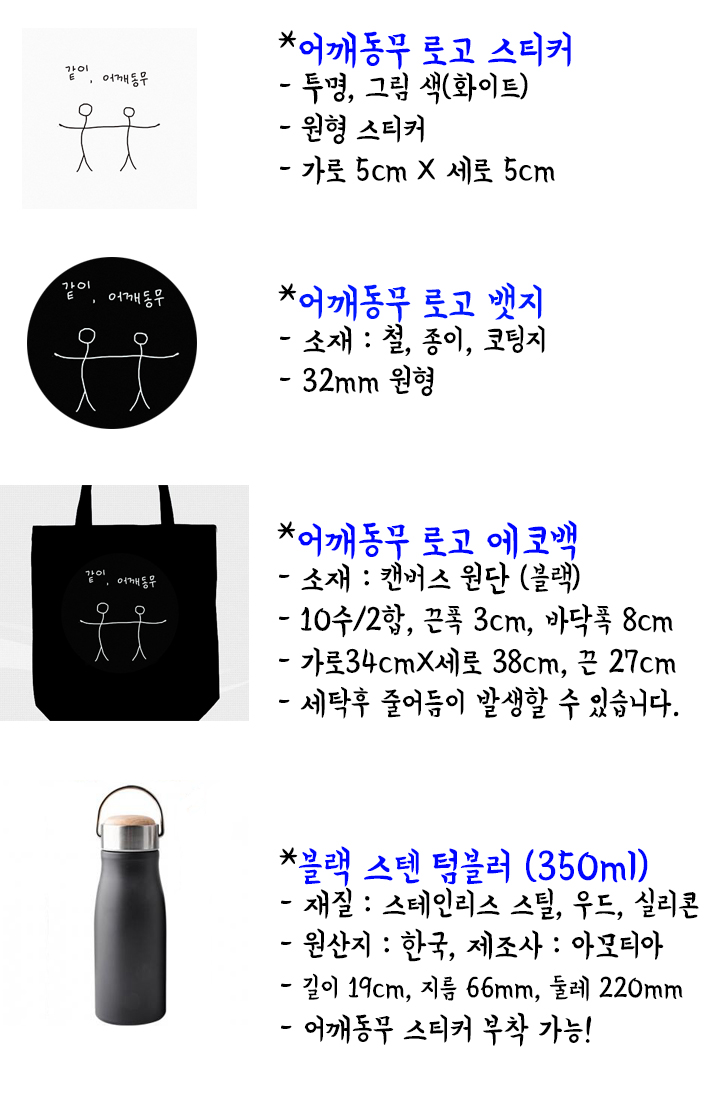 같이, 어깨동무
*어깨동무 로고 스티커
- 투명, 그림 색(화이트)
- 원형 스티커
- 가로 5cm X 세로 5cm
같이, 어깨동무
*어깨동무 로고 뱃지
- 소재 : 철, 종이, 코팅지
- 32mm 원형
같이, 어깨동무
*어깨동무 로고 에코백
- 소재 : 캔버스 원단 (블랙)
- 10수/2합, 끈폭 3cm, 바닥폭 8cm
- 가로34cmX세로 38cm, 끈 27cm
- 세탁후 줄어듬이 발생할 수 있습니다.
*블랙 스텐 텀블러 (350ml)
- 재질 : 스테인리스 스틸, 우드, 실리콘
- 원산지 : 한국, 제조사 : 아모티아
- 길이 19cm, 지름 66mm, 둘레 220mm
- 어깨동무 스티커 부착 가능!